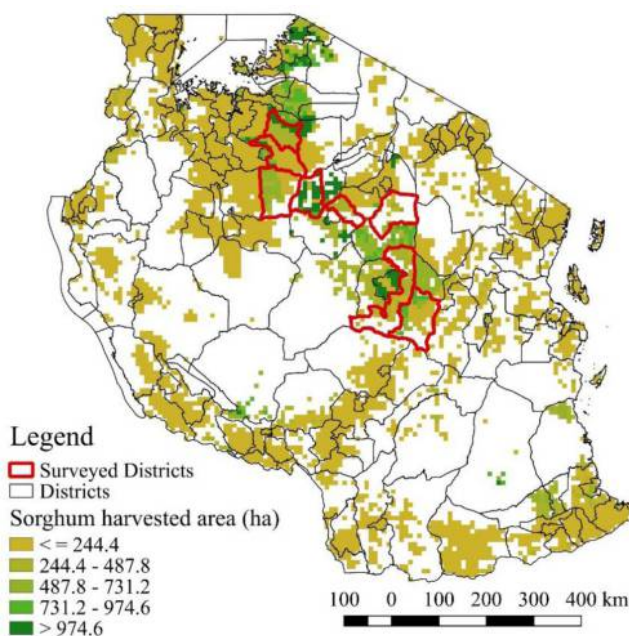 Legend
Surveyed Districts
Districts
Sorghum harvested area (ha)
< = 244.4
244.4 - 487.8
487.8 - 731.2
731.2 - 974.6
> 974.6
100 0 100 200 300 400 km